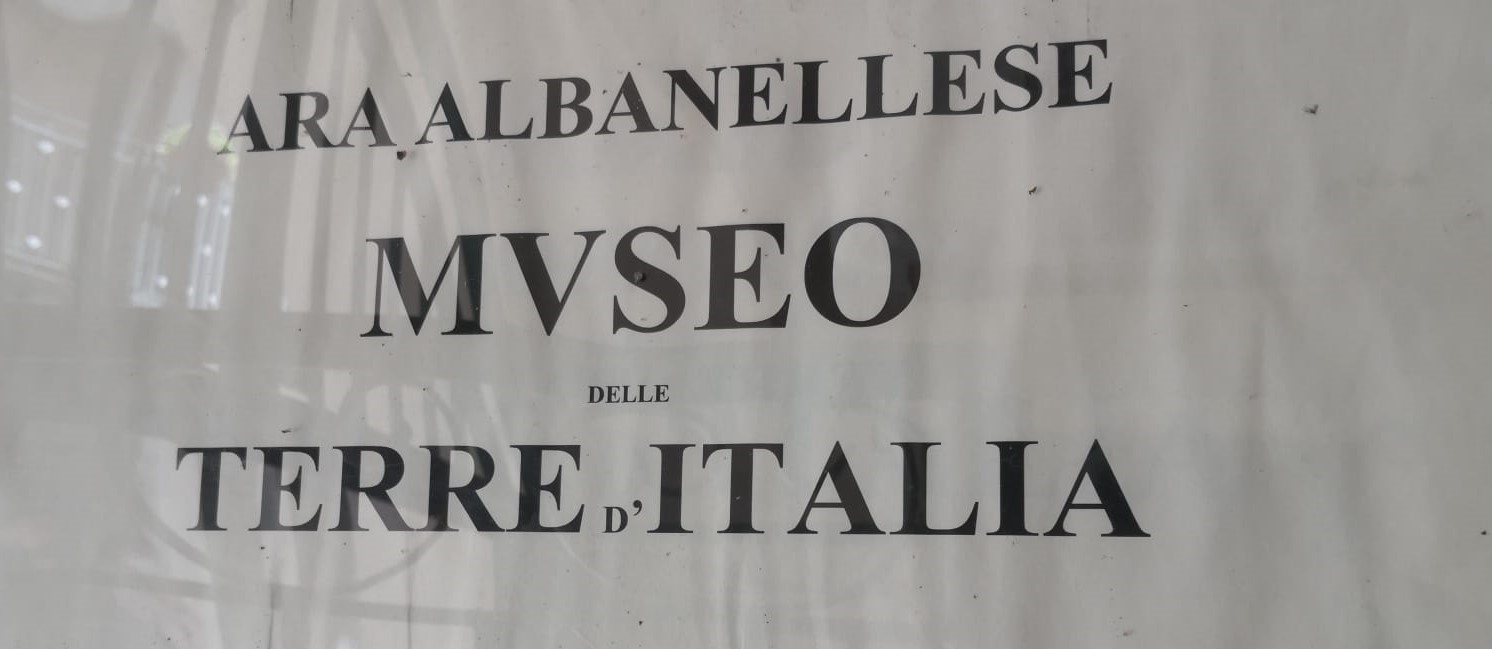 ARA ALBANELLESE
MVSEO
DELLE
TERRE D'ITALIA